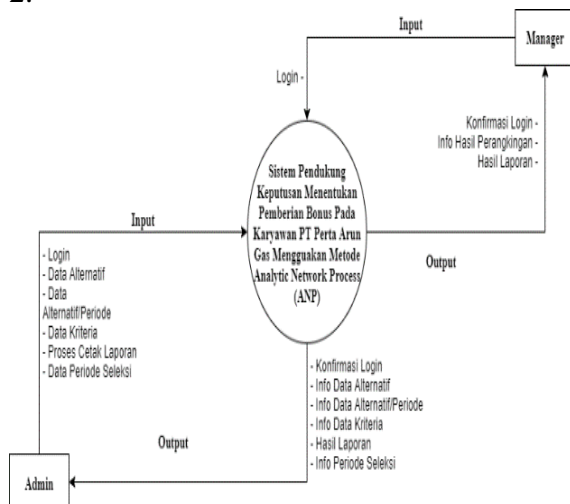 2.
Input
Manager
Login -
Konfirmasi Login -
Info Hasil Perangkingan -
Hasil Laporan -
Sistem Pendukung
Keputusan Menentukan
Pemberian Bonus Pada
Karyawan PT Perta Arun
Gas Mengguakan Metode
Analytic Network Process
(ANP)
Input
Output
- Login
- Data Alternatif
- Data
Alternatif/Periode
- Data Kriteria
- Proses Cetak Laporan
- Data Periode Seleksi
- Konfirmasi Login
- Info Data Alternatif
- Info Data Alternatif/Periode
- Info Data Kriteria
- Hasil Laporan
- Info Periode Seleksi
Output
Admin